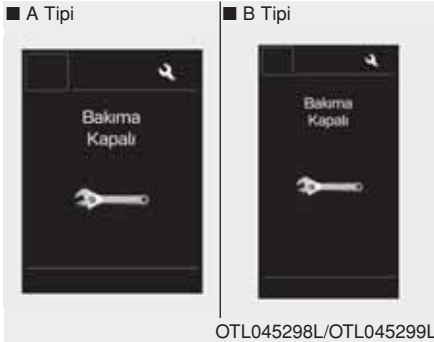 ■ A Tipi
Bakıma
Kapalı
■ B Tipi
Bakıma
Kapalı
OTL045298L/OTL045299L